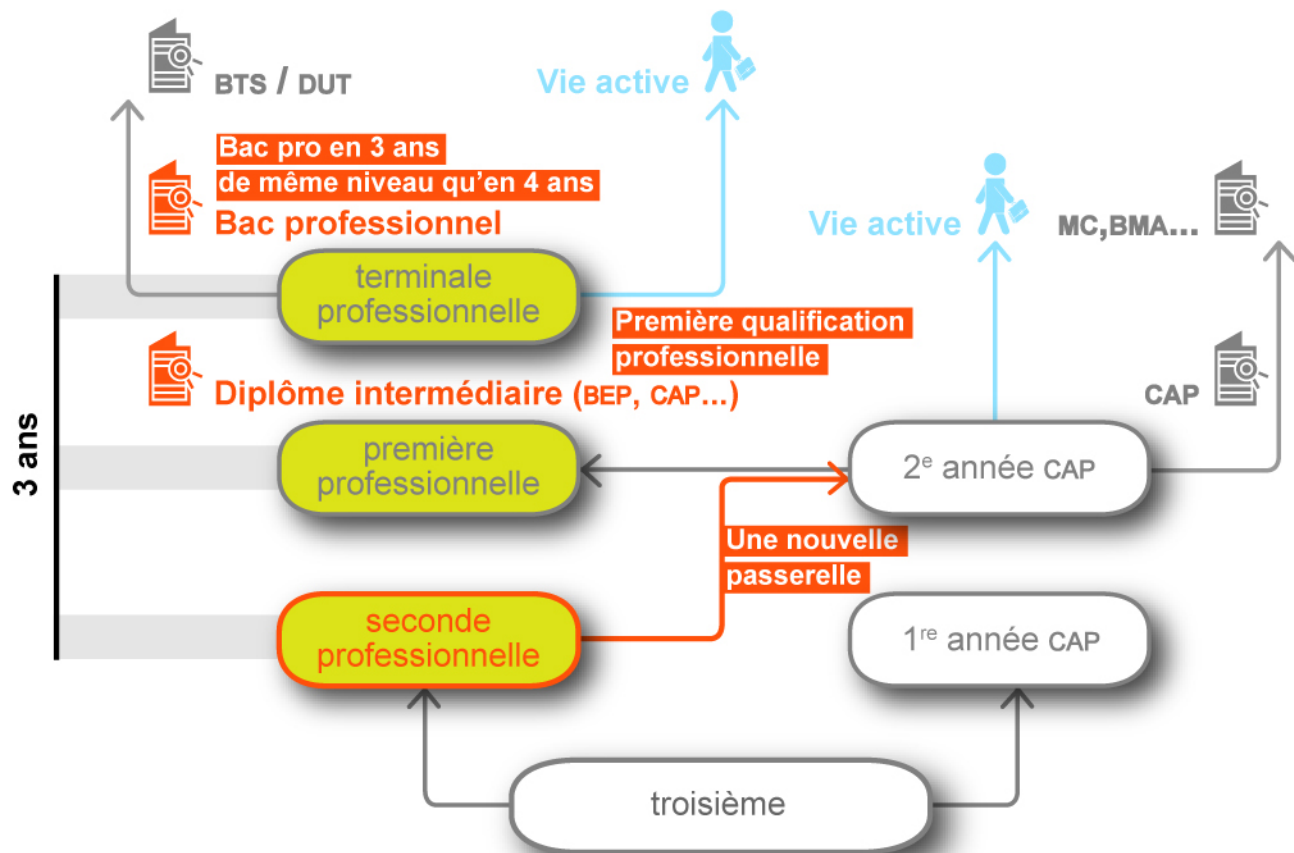 BTS / DUT
Vie active
Bac pro en 3 ans
de même niveau qu’en 4 ans
Bac professionnel
Vie active
MC,BMA...
terminale
professionnelle
Première qualification
professionnelle
Diplôme intermédiaire (BEP, CAP...)
CAP
3 ans
première
professionnelle
2e année CAP
Une nouvelle
passerelle
seconde
professionnelle
1re année CAP
troisième